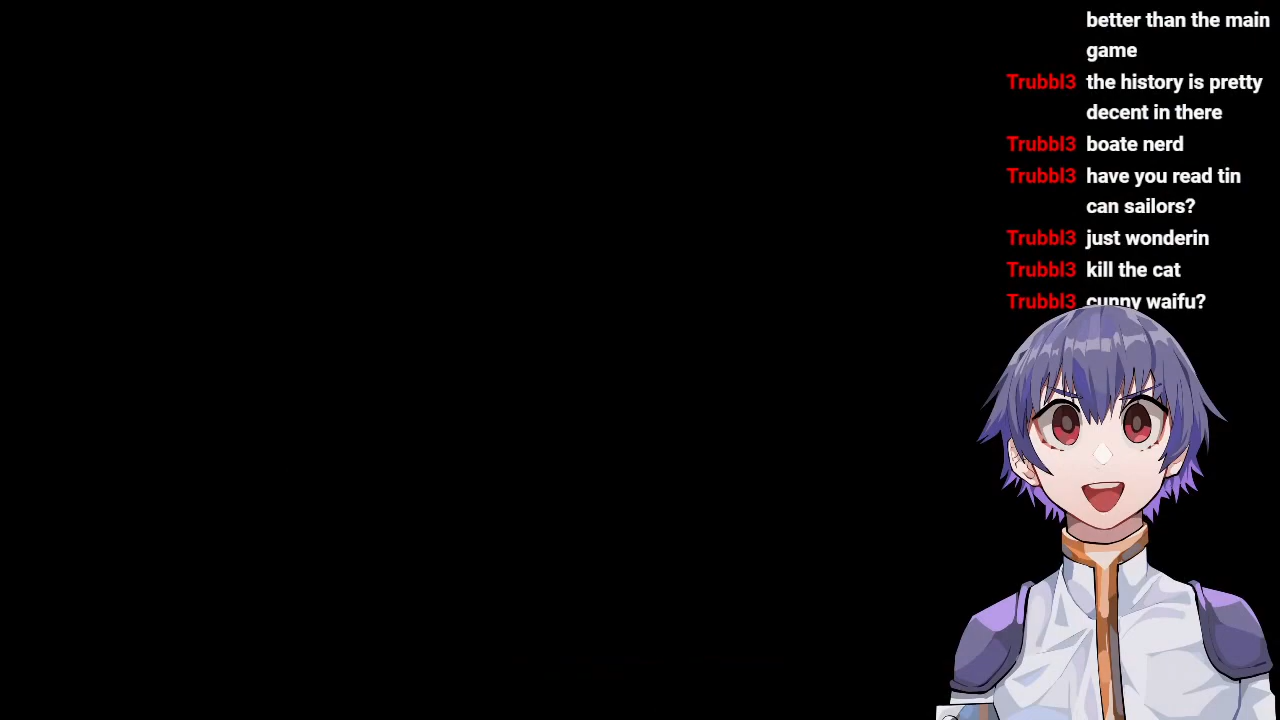 better than the main
game
Trubbl3 the history is pretty
decent in there
Trubbl3 boate nerd
Trubbl3 have you read tin
can sailors?
Trubbl3 just wonderin
Trubbl3 kill the cat
Trubbl3 cunny waifu?